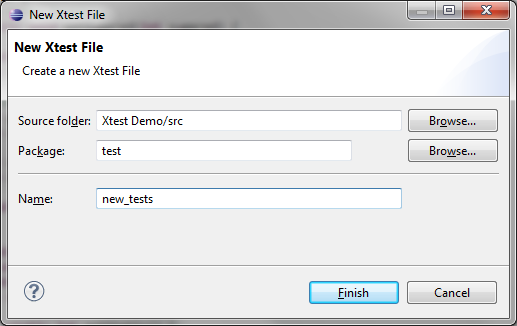 New Xtest File
New Xtest File
Create a new Xtest File
Source folder: Xtest Demo/src Browse...
Package: test Browse...
Name: new_tests
? Finish Cancel